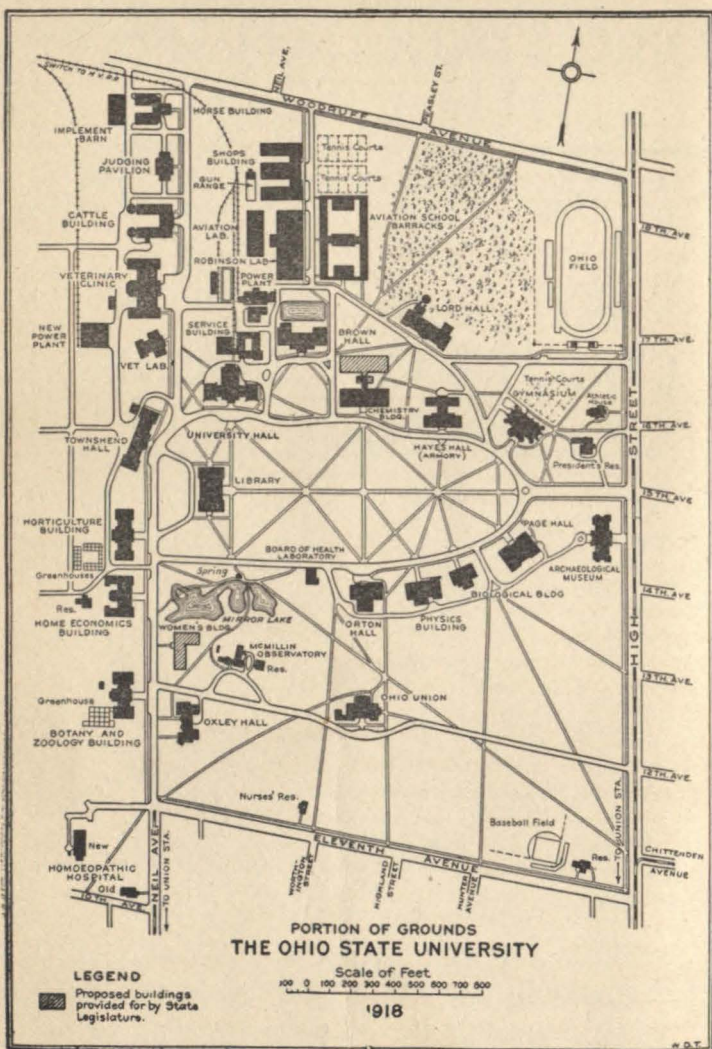 SWITCH TO H.V.R.R.
NEIL AVE.
WOODRUFF
AVENUE
PEASLEY ST.
HORSE BUILDING
IMPLEMENT
BARN
SHOPS
BUILDING
JUDGING
PAVILION
GUN
RANGE
Tennis Courts
Tennis Courts
CATTLE
BUILDING
AVIATION
LAB.
AVIATION SCHOOL
BARRACKS
18TH AVE
ROBINSON LAB.
OHIO
FIELD
VETERINARY
CLINIC
POWER
PLANT
LORD HALL
NEW
POWER
PLANT
SERVICE
BUILDING
BROWN
HALL
17TH. AVE.
VET LAB.
Tennis Courts
GYMNASIUM
Athletic
House
CHEMISTRY
BLDG.
STREET
16TH AVE.
TOWNSHEND
HALL
UNIVERSITY HALL
HAYES HALL
(ARMORY)
President's Res.
LIBRARY
15TH. AVE
HORTICULTURE
BUILDING
PAGE HALL
BOARD OF HEALTH
LABORATORY
Greenhouses
Spring
ARCHAEOLOGICAL
MUSEUM
Res.
BIOLOGICAL BLDG
14TH. AVE
HOME ECONOMICS
BUILDING
MIRROR LAKE
WOMEN'S BLDG.
ORTON
HALL
PHYSICS
BUILDING
HIGH
MCMILLIN
OBSERVATORY
Res.
13TH. AVE
Greenhouse
OHIO UNION
OXLEY HALL
BOTANY AND
ZOOLOGY BUILDING
12TH. AVE
Nurses' Res.
TO UNION STA.
Baseball Field
New
ELEVENTH
AVENUE
Res.
CHITTENDEN
AVENUE
HOMOEOPATHIC
HOSPITAL
NEIL AVE.
TO UNION STA.
Old
10TH. AVE
WORTH-
INGTON
STREET
HIGHLAND
STREET
HUNTER
AVENUE
PORTION OF GROUNDS
THE OHIO STATE UNIVERSITY
LEGEND
Proposed buildings
provided for by State
Legislature.
Scale of Feet
100 0 100 200 300 400 500 600 700 800
1918
W.D.T.